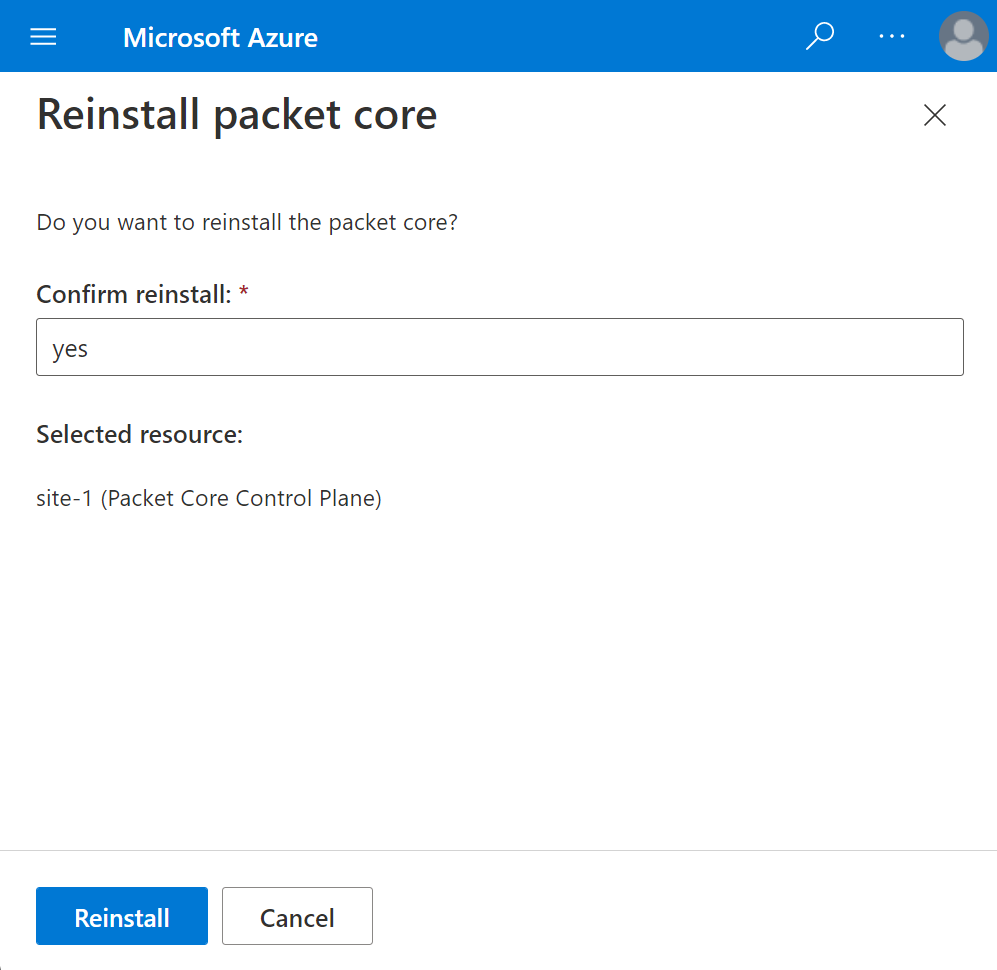 Microsoft Azure
Reinstall packet core
Do you want to reinstall the packet core?
Confirm reinstall: *
yes
Selected resource:
site-1 (Packet Core Control Plane)
Reinstall Cancel